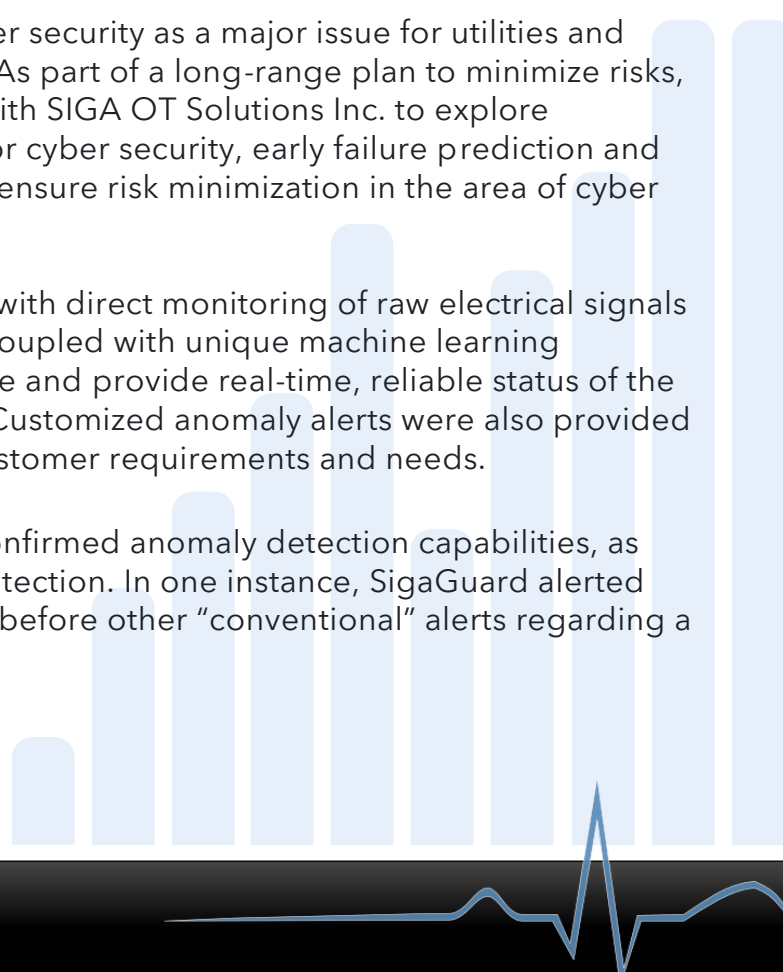 er security as a major issue for utilities and
As part of a long-range plan to minimize risks,
ith SIGA OT Solutions Inc. to explore
or cyber security, early failure prediction and
ensure risk minimization in the area of cyber
with direct monitoring of raw electrical signals
oupled with unique machine learning
e and provide real-time, reliable status of the
Customized anomaly alerts were also provided
stomer requirements and needs.
onfirmed anomaly detection capabilities, as
tection. In one instance, SigaGuard alerted
before other “conventional” alerts regarding a